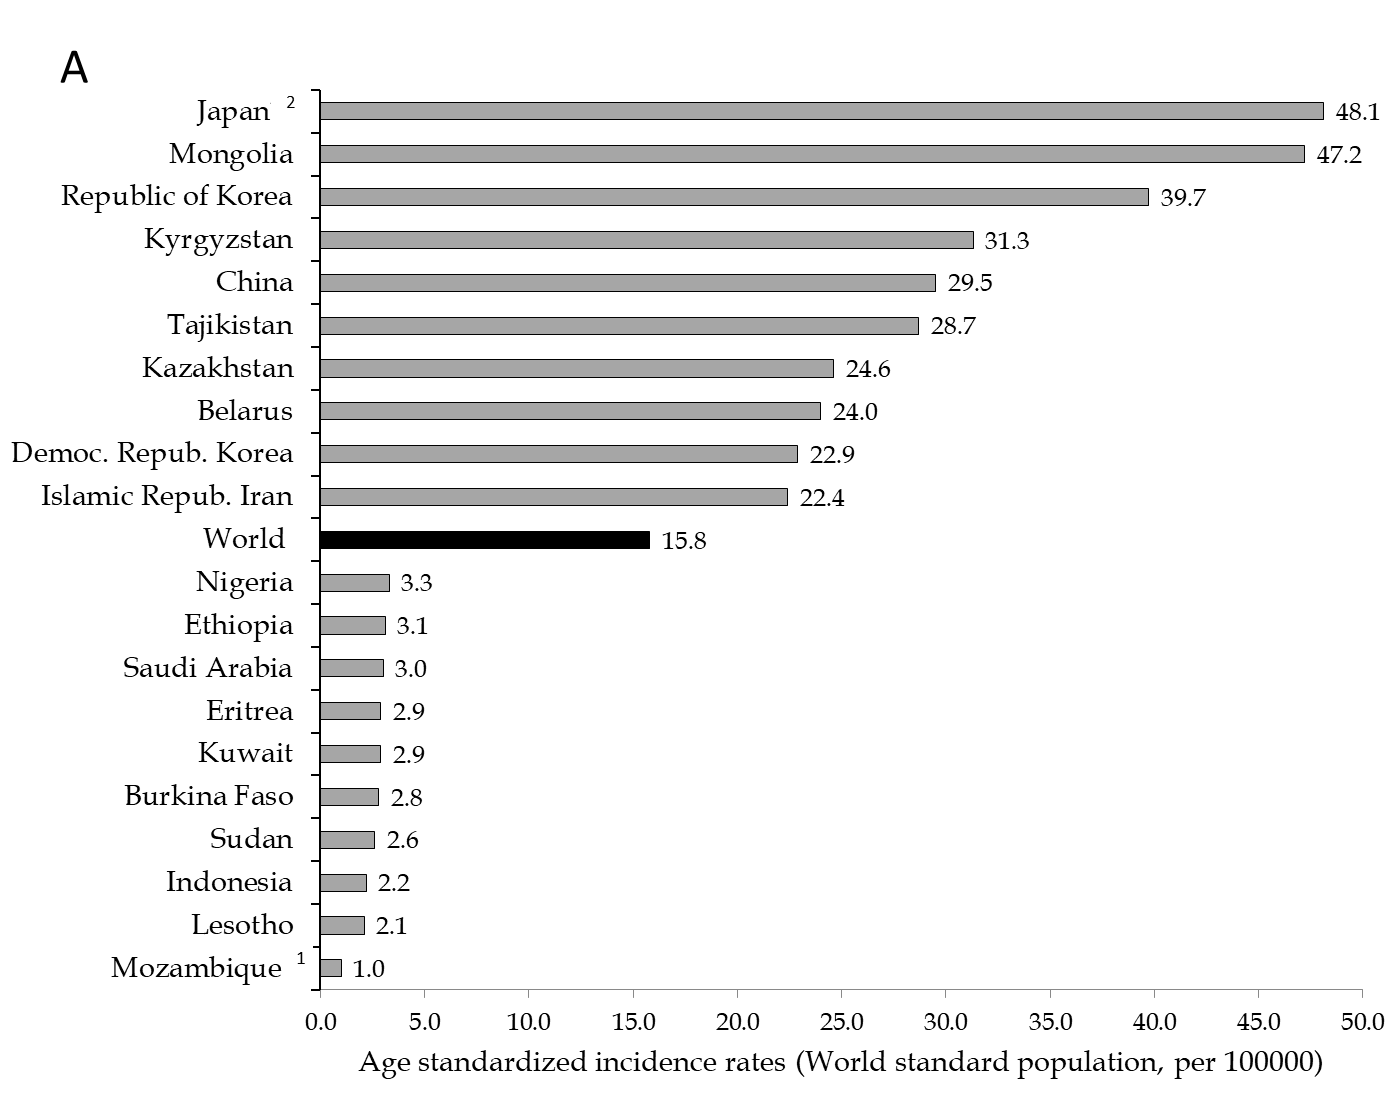 A
Japan 2 48.1
Mongolia 47.2
Republic of Korea 39.7
Kyrgyzstan 31.3
China 29.5
Tajikistan 28.7
Kazakhstan 24.6
Belarus 24.0
Democ. Repub. Korea 22.9
Islamic Repub. Iran 22.4
World 15.8
Nigeria 3.3
Ethiopia 3.1
Saudi Arabia 3.0
Eritrea 2.9
Kuwait 2.9
Burkina Faso 2.8
Sudan 2.6
Indonesia 2.2
Lesotho 2.1
Mozambique 1 1.0
0.0 5.0 10.0 15.0 20.0 25.0 30.0 35.0 40.0 45.0 50.0
Age standardized incidence rates (World standard population, per 100000)